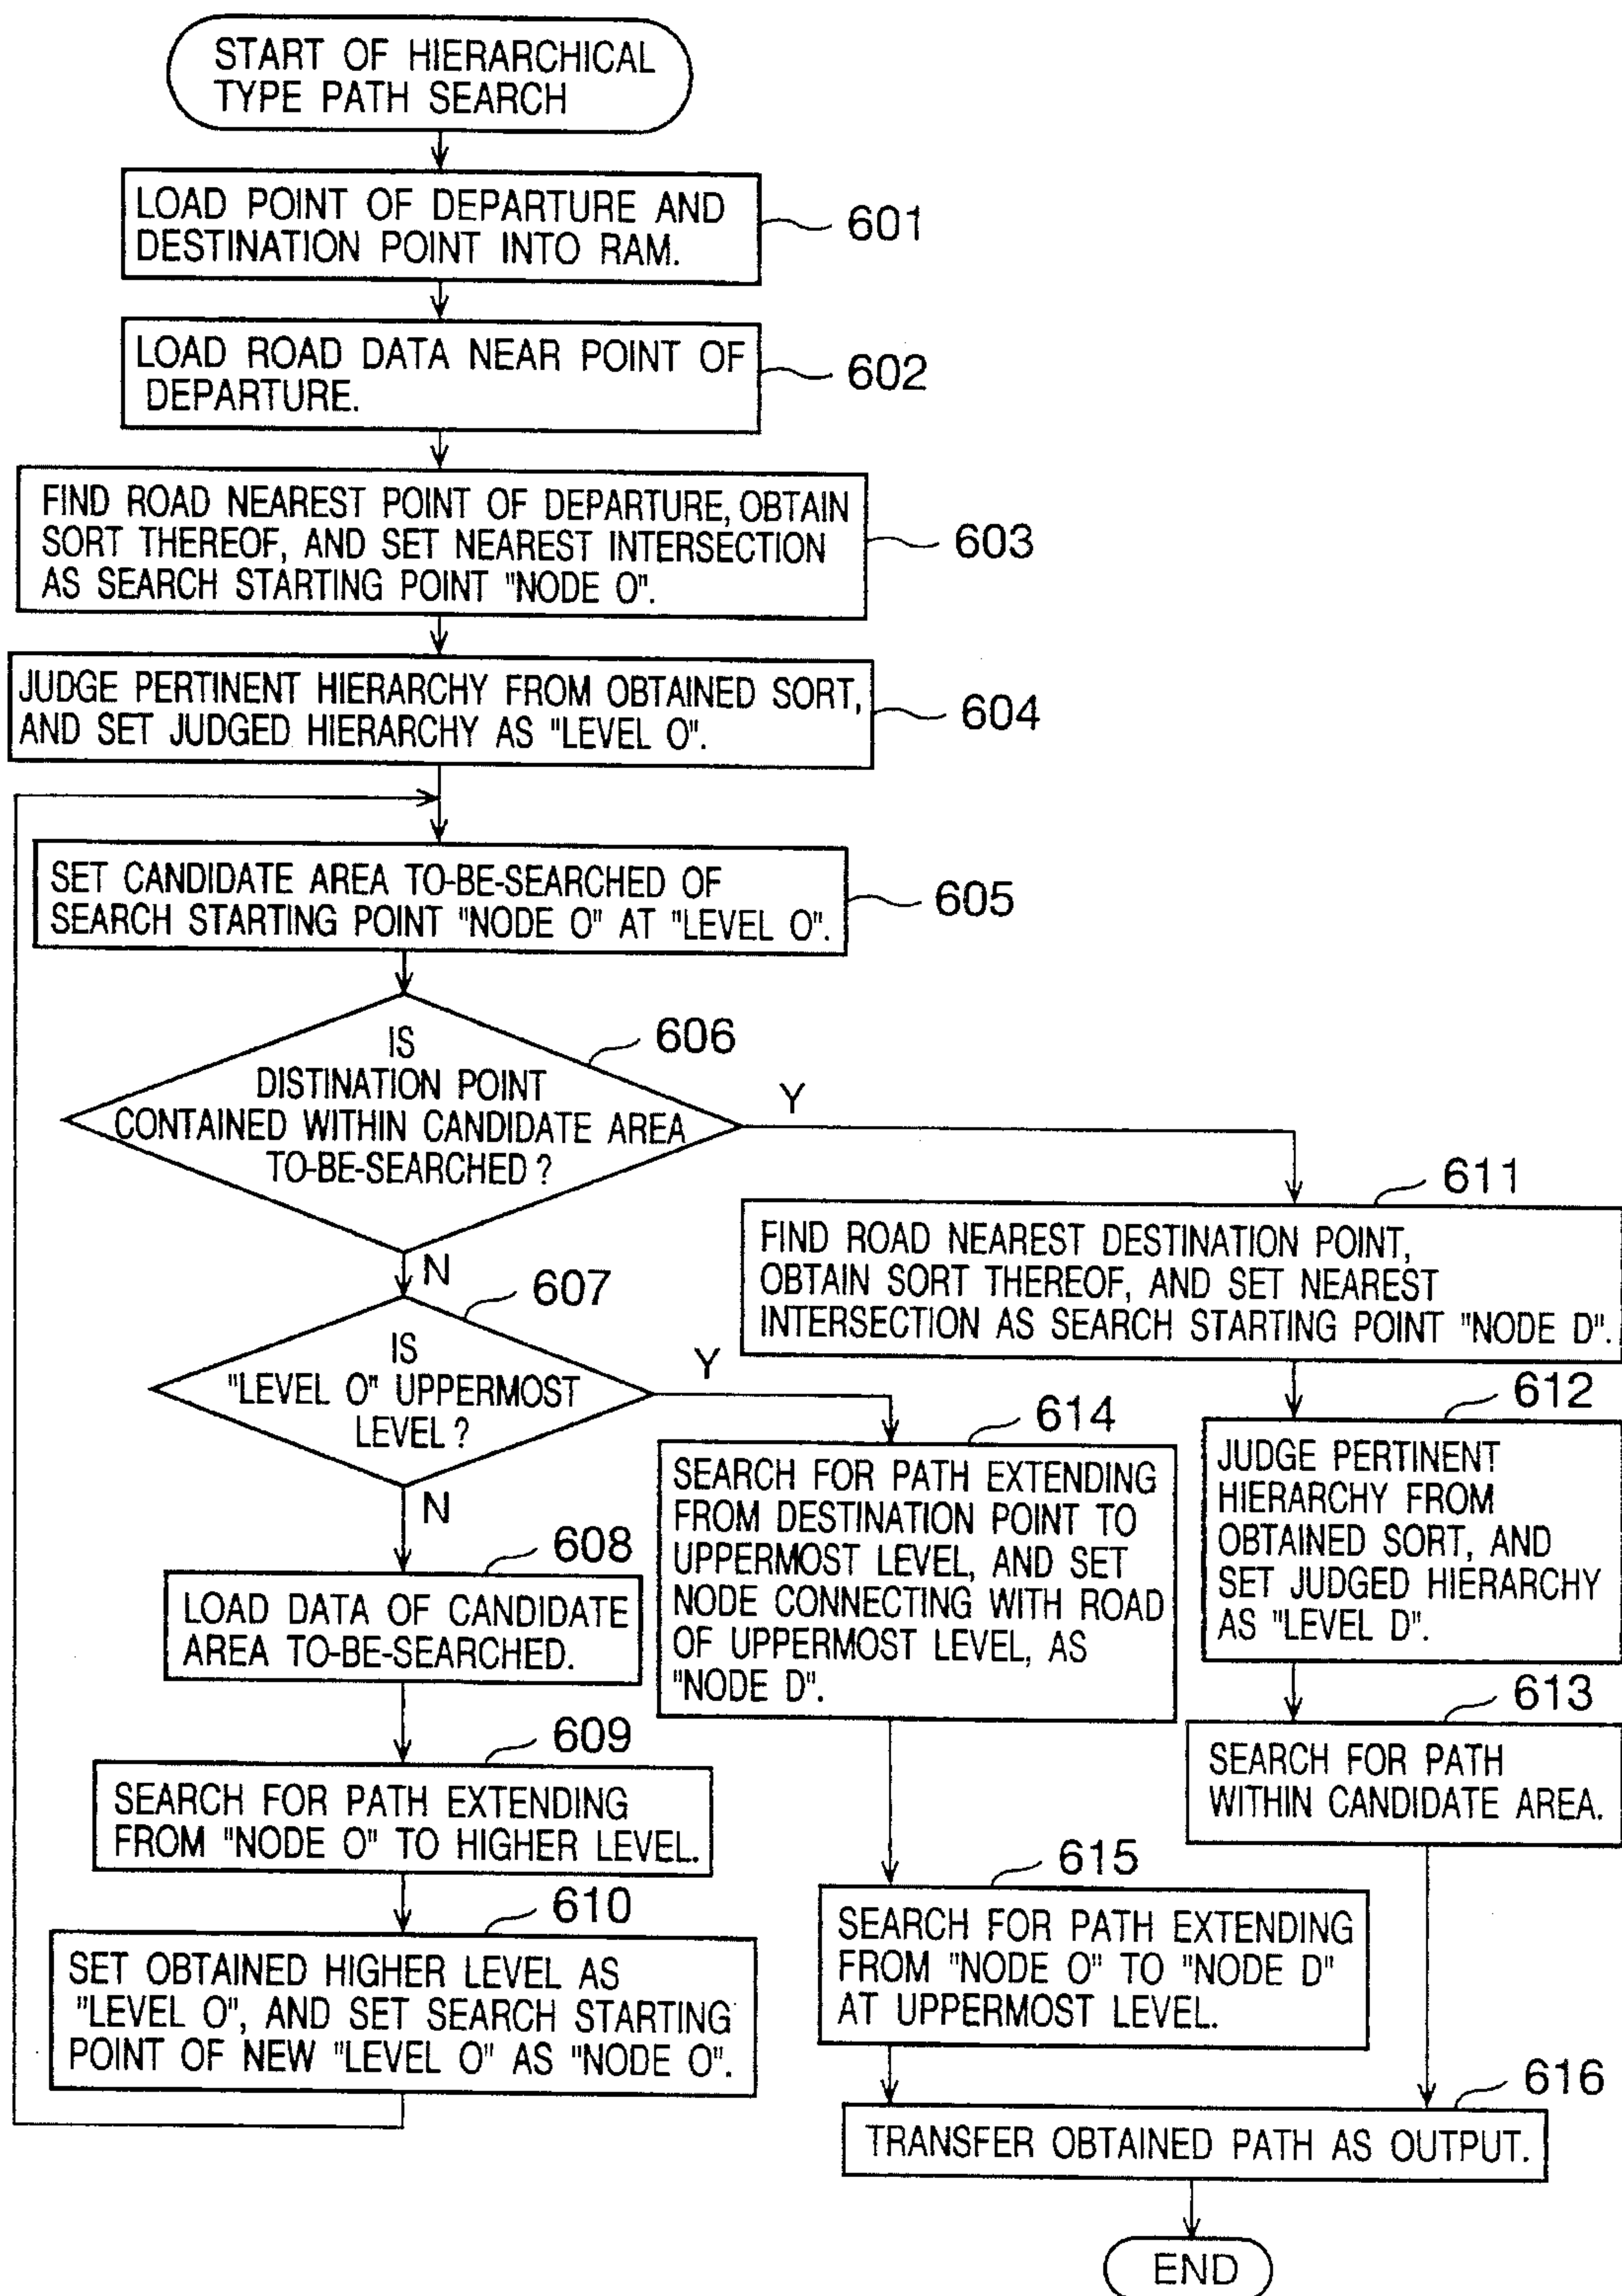 START OF HIERARCHICAL
TYPE PATH SEARCH
LOAD POINT OF DEPARTURE AND
DESTINATION POINT INTO RAM.
601
LOAD ROAD DATA NEAR POINT OF
DEPARTURE.
602
FIND ROAD NEAREST POINT OF DEPARTURE, OBTAIN
SORT THEREOF, AND SET NEAREST INTERSECTION
AS SEARCH STARTING POINT "NODE O".
603
JUDGE PERTINENT HIERARCHY FROM OBTAINED SORT,
AND SET JUDGED HIERARCHY AS "LEVEL O".
604
SET CANDIDATE AREA TO-BE-SEARCHED OF
SEARCH STARTING POINT "NODE O" AT "LEVEL O".
605
IS
DISTINATION POINT
CONTAINED WITHIN CANDIDATE AREA
TO-BE-SEARCHED ?
606
Y
N
IS
"LEVEL O" UPPERMOST
LEVEL ?
607
Y
N
LOAD DATA OF CANDIDATE
AREA TO-BE-SEARCHED.
608
SEARCH FOR PATH EXTENDING
FROM "NODE O" TO HIGHER LEVEL.
609
SET OBTAINED HIGHER LEVEL AS
"LEVEL O", AND SET SEARCH STARTING
POINT OF NEW "LEVEL O" AS "NODE O".
610
611
FIND ROAD NEAREST DESTINATION POINT,
OBTAIN SORT THEREOF, AND SET NEAREST
INTERSECTION AS SEARCH STARTING POINT "NODE D".
612
JUDGE PERTINENT
HIERARCHY FROM
OBTAINED SORT, AND
SET JUDGED HIERARCHY
AS "LEVEL D".
613
SEARCH FOR PATH
WITHIN CANDIDATE AREA.
614
SEARCH FOR PATH EXTENDING
FROM DESTINATION POINT TO
UPPERMOST LEVEL, AND SET
NODE CONNECTING WITH ROAD
OF UPPERMOST LEVEL, AS
"NODE D".
615
SEARCH FOR PATH EXTENDING
FROM "NODE O" TO "NODE D"
AT UPPERMOST LEVEL.
616
TRANSFER OBTAINED PATH AS OUTPUT.
END